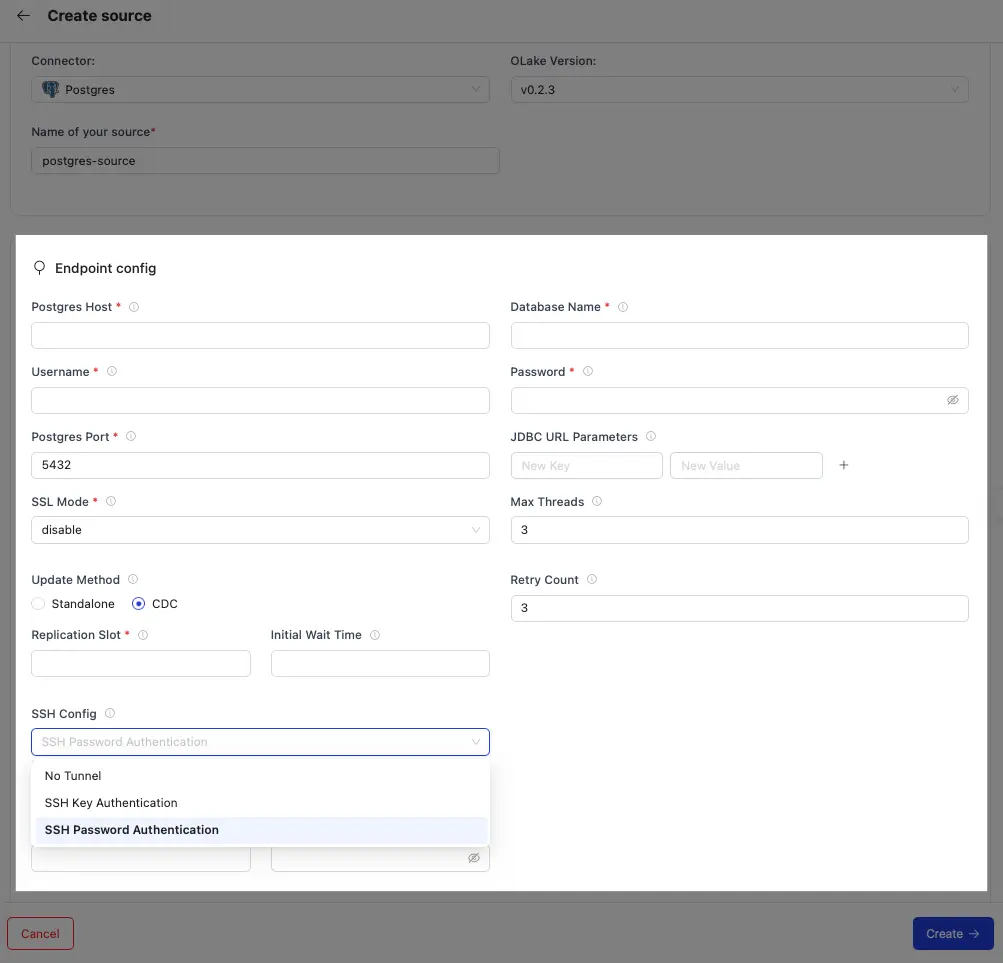 Create source
Connector:
OLake Version:
Postgres
v0.2.3
Name of your source*
postgres-source
Endpoint config
Postgres Host *
Database Name *
Username *
Password *
Postgres Port *
JDBC URL Parameters
5432
New Key
New Value
SSL Mode *
Max Threads
disable
3
Update Method
Retry Count
Standalone
CDC
3
Replication Slot *
Initial Wait Time
SSH Config
SSH Password Authentication
No Tunnel
SSH Key Authentication
SSH Password Authentication
Cancel
Create